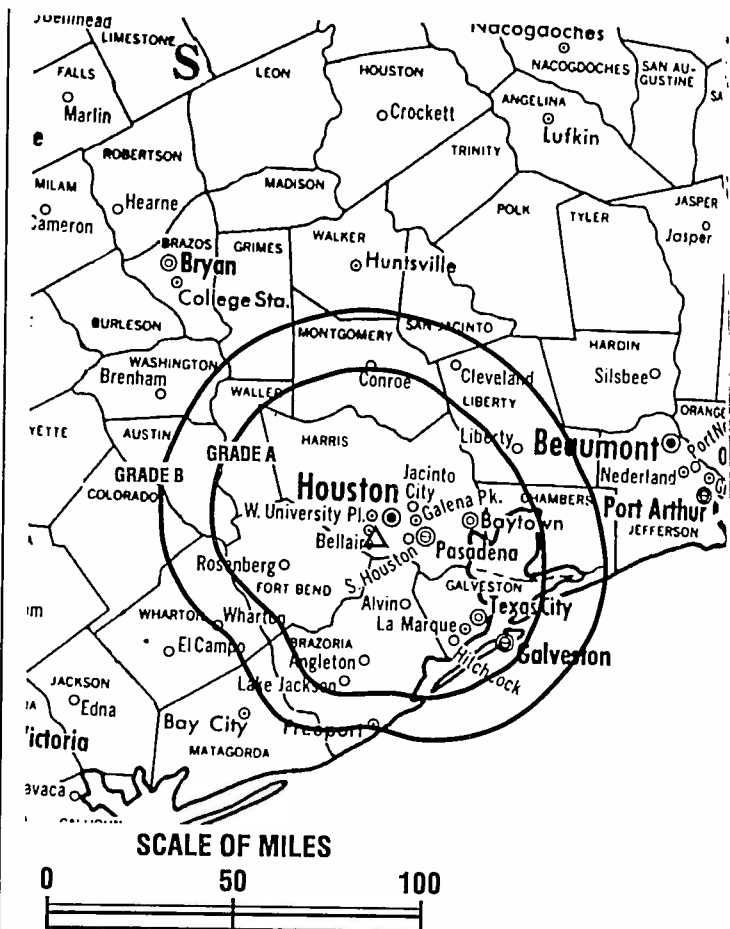 LIMESTONE
S
Nacogdoches
FALLS
LEON
HOUSTON
NACOGDOCHES
SAN AU-
GUSTINE
Marlin
Crockett
ANGELINA
Lufkin
e
ROBERTSON
TRINITY
MILAM
MADISON
Hearne
POLK
TYLER
JASPER
Cameron
Jasper
BRAZOS
GRIMES
WALKER
Bryan
Huntsville
College Sta.
BURLESON
MONTGOMERY
SAN JACINTO
HARDIN
WASHINGTON
Brenham
Conroe
Cleveland
Silsbee
WALLER
LIBERTY
ORANGE
AUSTIN
HARRIS
Liberty
Beaumont
GRADE A
GRADE B
Nederland
COLORADO
Houston
Jacinto
City
Galena Pk.
CHAMBERS
Port Arthur
W. University Pl.
Baytown
JEFFERSON
Bellaire
Pasadena
S. Houston
Rosenberg
FORT BEND
GALVESTON
Alvin
Texas City
WHARTON
Wharton
La Marque
El Campo
BRAZORIA
Galveston
Angleton
Hitchcock
Lake Jackson
JACKSON
Edna
Bay City
Freeport
MATAGORDA
SCALE OF MILES
0 50 100